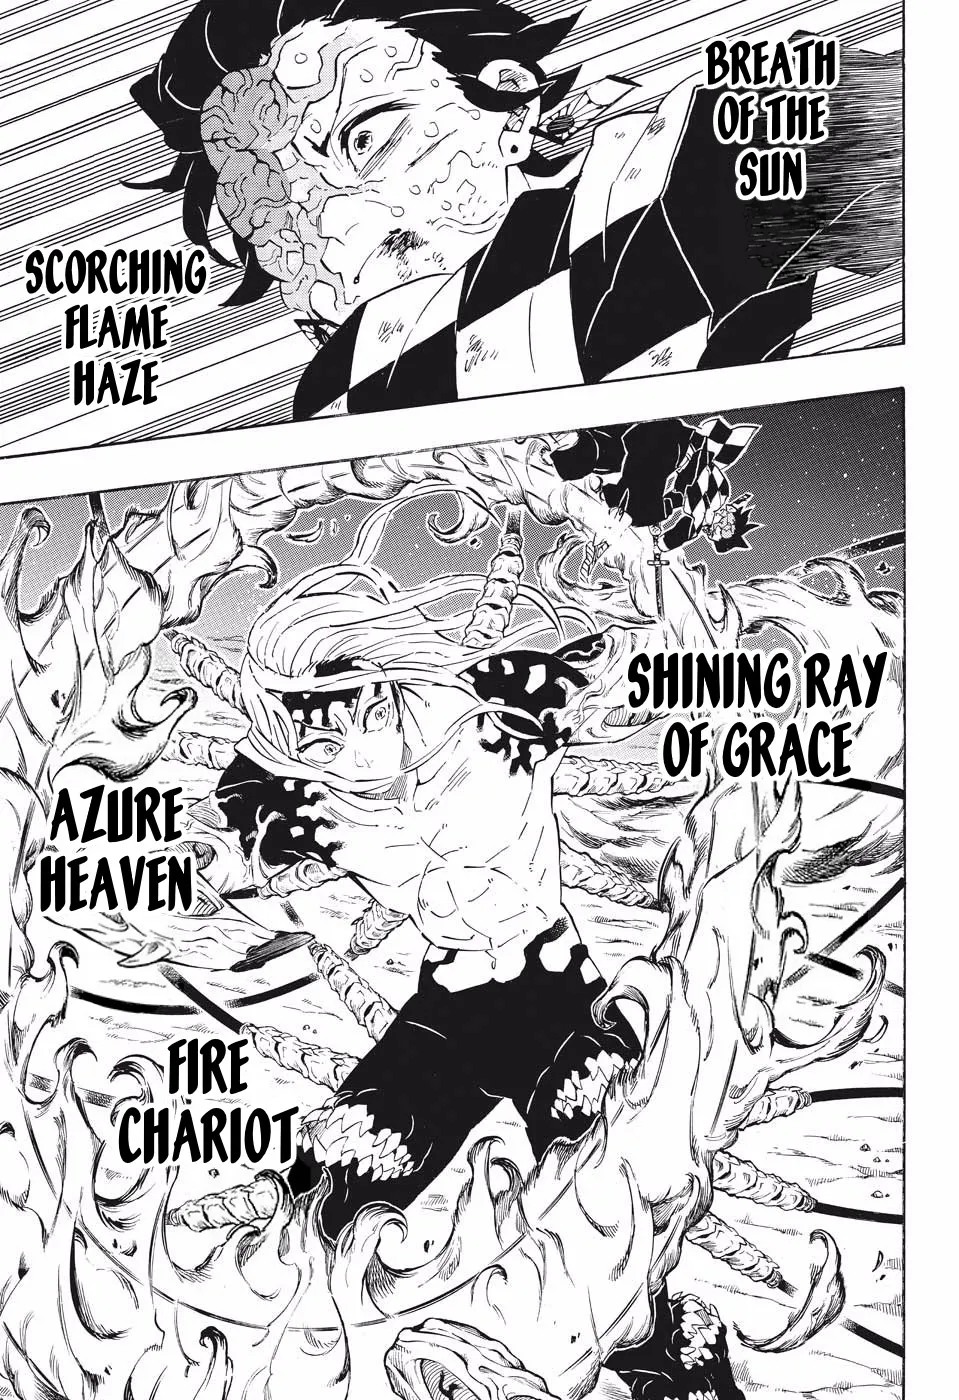 BREATH
OF THE
SUN
SCORCHING
FLAME
HAZE
SHINING RAY
OF GRACE
AZURE
HEAVEN
FIRE
CHARIOT